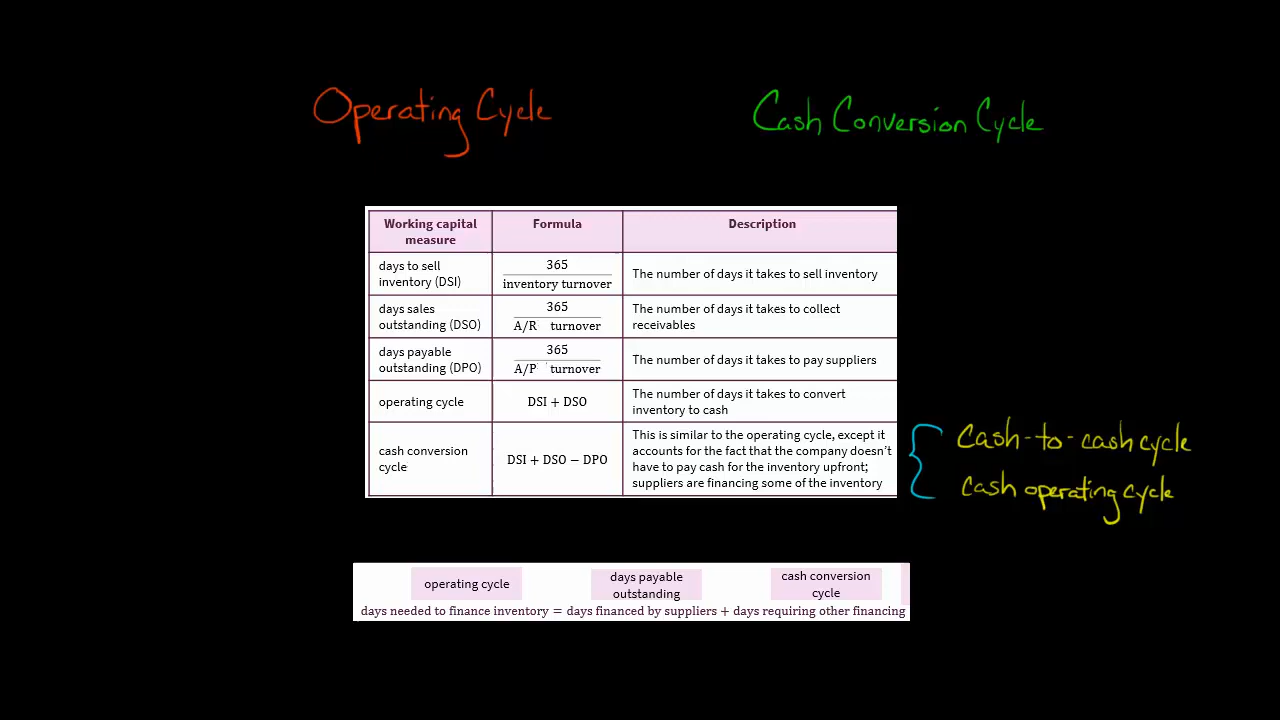 Operating Cycle
Cash Conversion Cycle
Working capital
measure
Formula
Description
days to sell
inventory (DSI)
365
inventory turnover
The number of days it takes to sell inventory
days sales
outstanding (DSO)
365
A/R turnover
The number of days it takes to collect
receivables
days payable
outstanding (DPO)
365
A/P turnover
The number of days it takes to pay suppliers
operating cycle
DSI + DSO
The number of days it takes to convert
inventory to cash
cash conversion
cycle
DSI + DSO − DPO
This is similar to the operating cycle, except it
accounts for the fact that the company doesn't
have to pay cash for the inventory upfront;
suppliers are financing some of the inventory
Cash-to-cash cycle
cash operating cycle
operating cycle
days payable
outstanding
cash conversion
cycle
days needed to finance inventory = days financed by suppliers + days requiring other financing